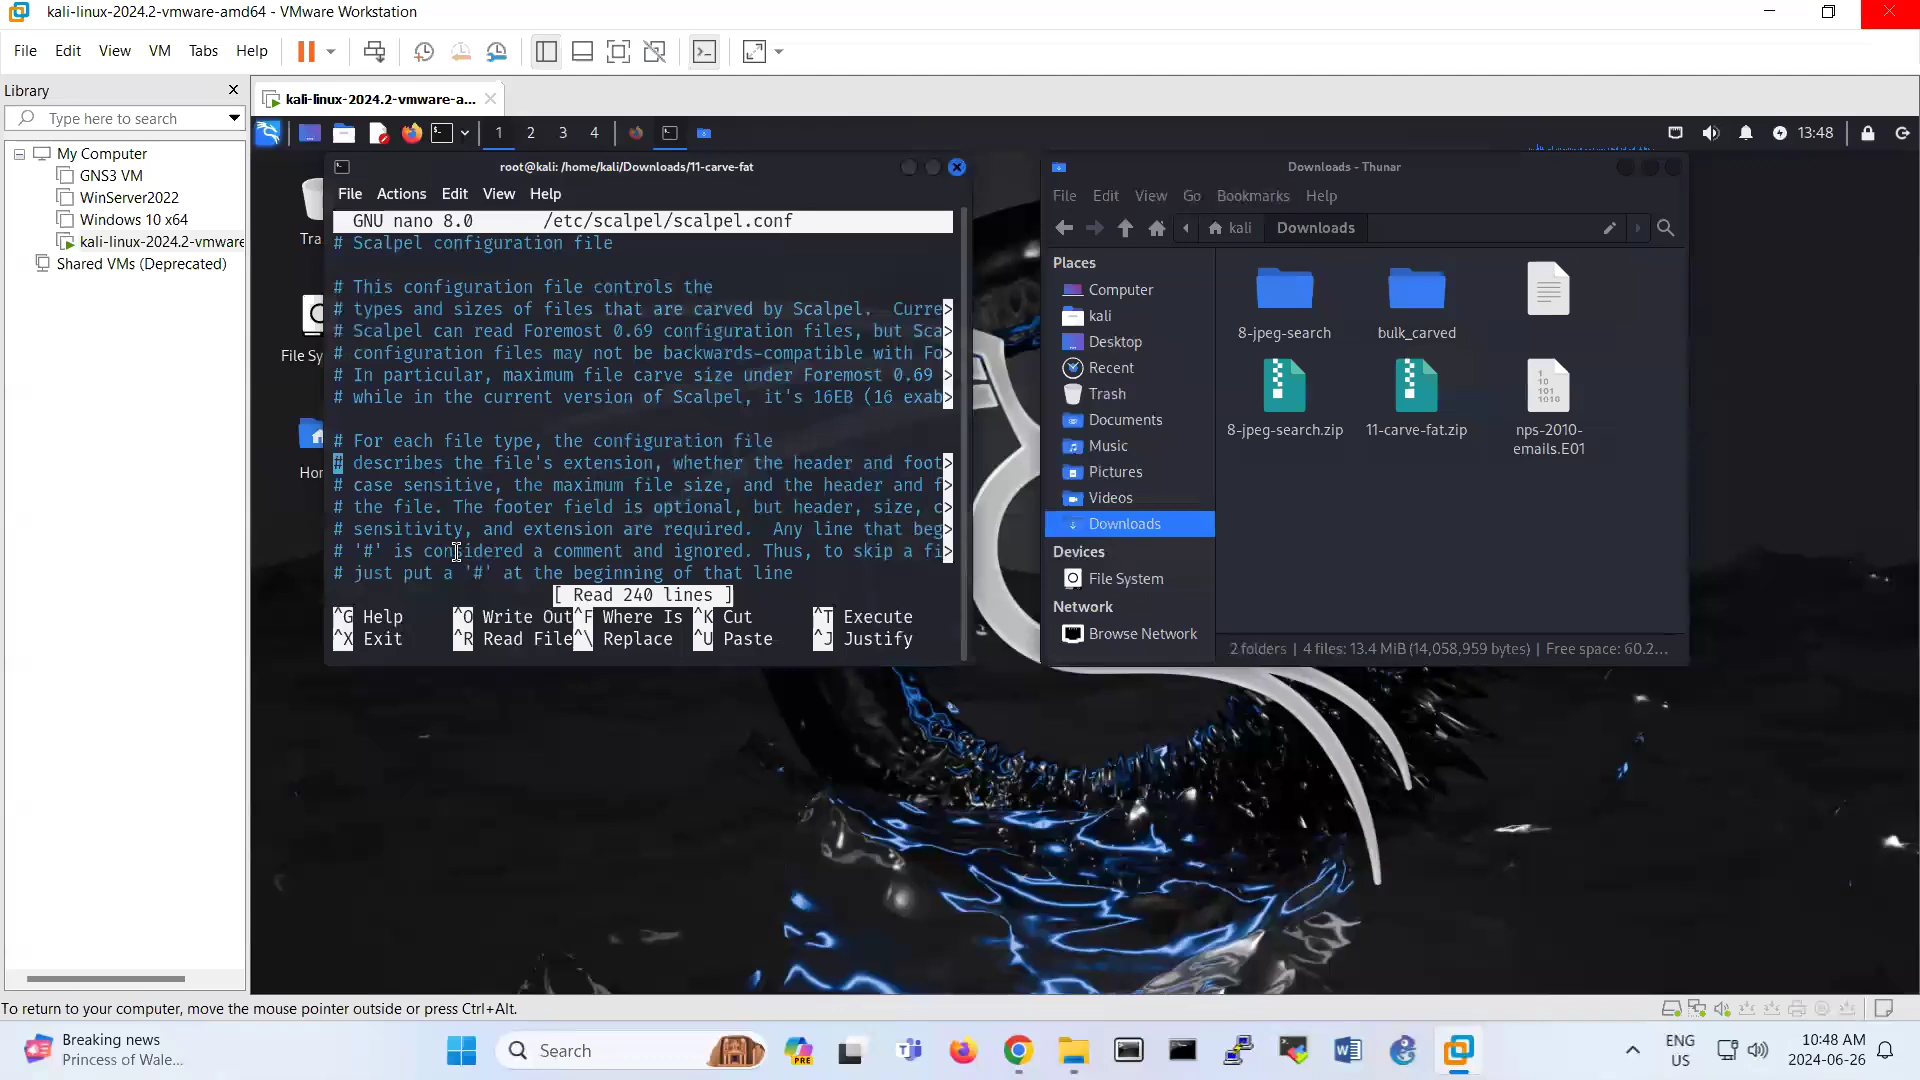 kali-linux-2024.2-vmware-amd64 - VMware Workstation
File Edit View VM Tabs Help
Library
Type here to search
My Computer
GNS3 VM
WinServer2022
Windows 10 x64
kali-linux-2024.2-vmware
Shared VMs (Deprecated)
kali-linux-2024.2-vmware-a...
1 2 3 4
13:48
Tra
File Sy
Hor
root@kali: /home/kali/Downloads/11-carve-fat
File Actions Edit View Help
GNU nano 8.0 /etc/scalpel/scalpel.conf
# Scalpel configuration file
# This configuration file controls the
# types and sizes of files that are carved by Scalpel.  Curre>
# Scalpel can read Foremost 0.69 configuration files, but Sca>
# configuration files may not be backwards-compatible with Fo>
# In particular, maximum file carve size under Foremost 0.69 >
# while in the current version of Scalpel, it's 16EB (16 exab>
# For each file type, the configuration file
# describes the file's extension, whether the header and foot>
# case sensitive, the maximum file size, and the header and f>
# the file. The footer field is optional, but header, size, c>
# sensitivity, and extension are required.  Any line that beg>
# '#' is considered a comment and ignored. Thus, to skip a fi>
# just put a '#' at the beginning of that line
[ Read 240 lines ]
^G Help ^O Write Out ^F Where Is ^K Cut ^T Execute
^X Exit ^R Read File ^\ Replace ^U Paste ^J Justify
Downloads - Thunar
File Edit View Go Bookmarks Help
kali Downloads
Places
Computer
kali
Desktop
Recent
Trash
Documents
Music
Pictures
Videos
Downloads
Devices
File System
Network
Browse Network
8-jpeg-search
bulk_carved
8-jpeg-search.zip
11-carve-fat.zip
nps-2010-
emails.E01
2 folders | 4 files: 13.4 MiB (14,058,959 bytes) | Free space: 60.2...
To return to your computer, move the mouse pointer outside or press Ctrl+Alt.
Breaking news
Princess of Wale...
Search
PRE
ENG
US
10:48 AM
2024-06-26